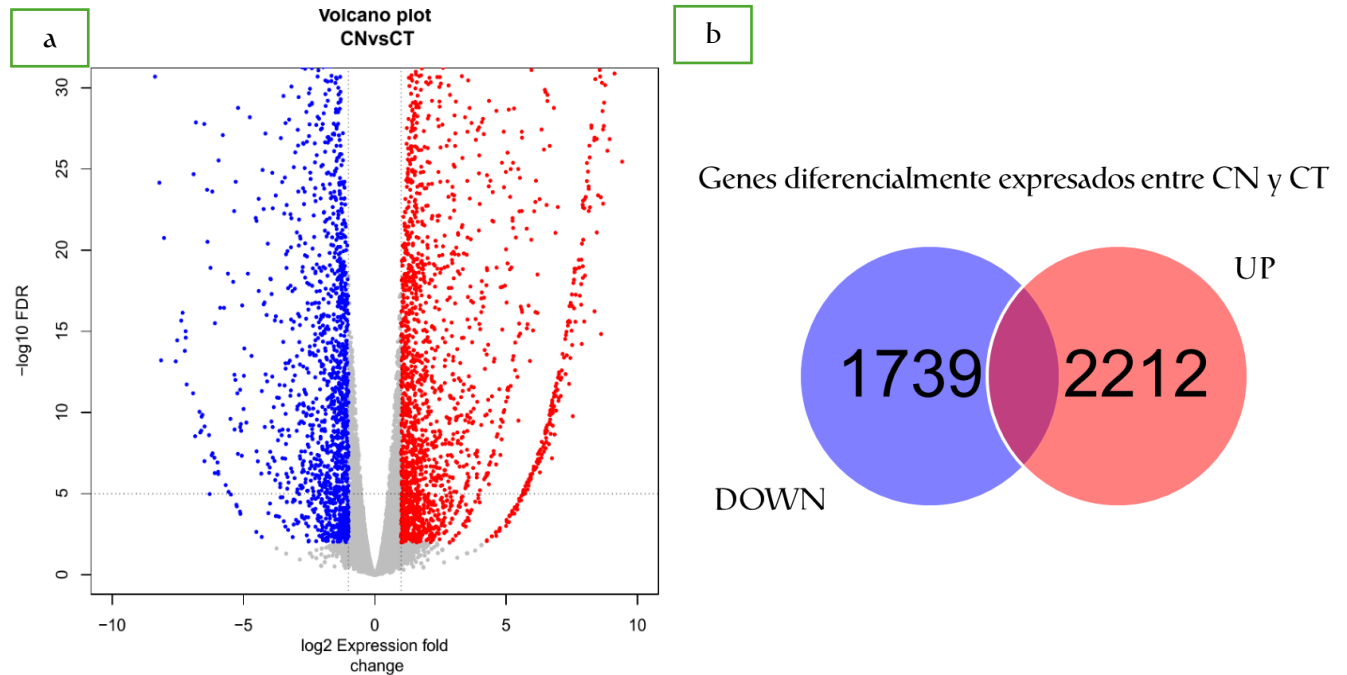 a
Volcano plot
CNvsCT
30
25
20
15
10
5
0
−log10 FDR
−10
−5
0
5
10
log2 Expression fold
change
b
Genes diferencialmente expresados entre CN y CT
UP
1739
2212
DOWN